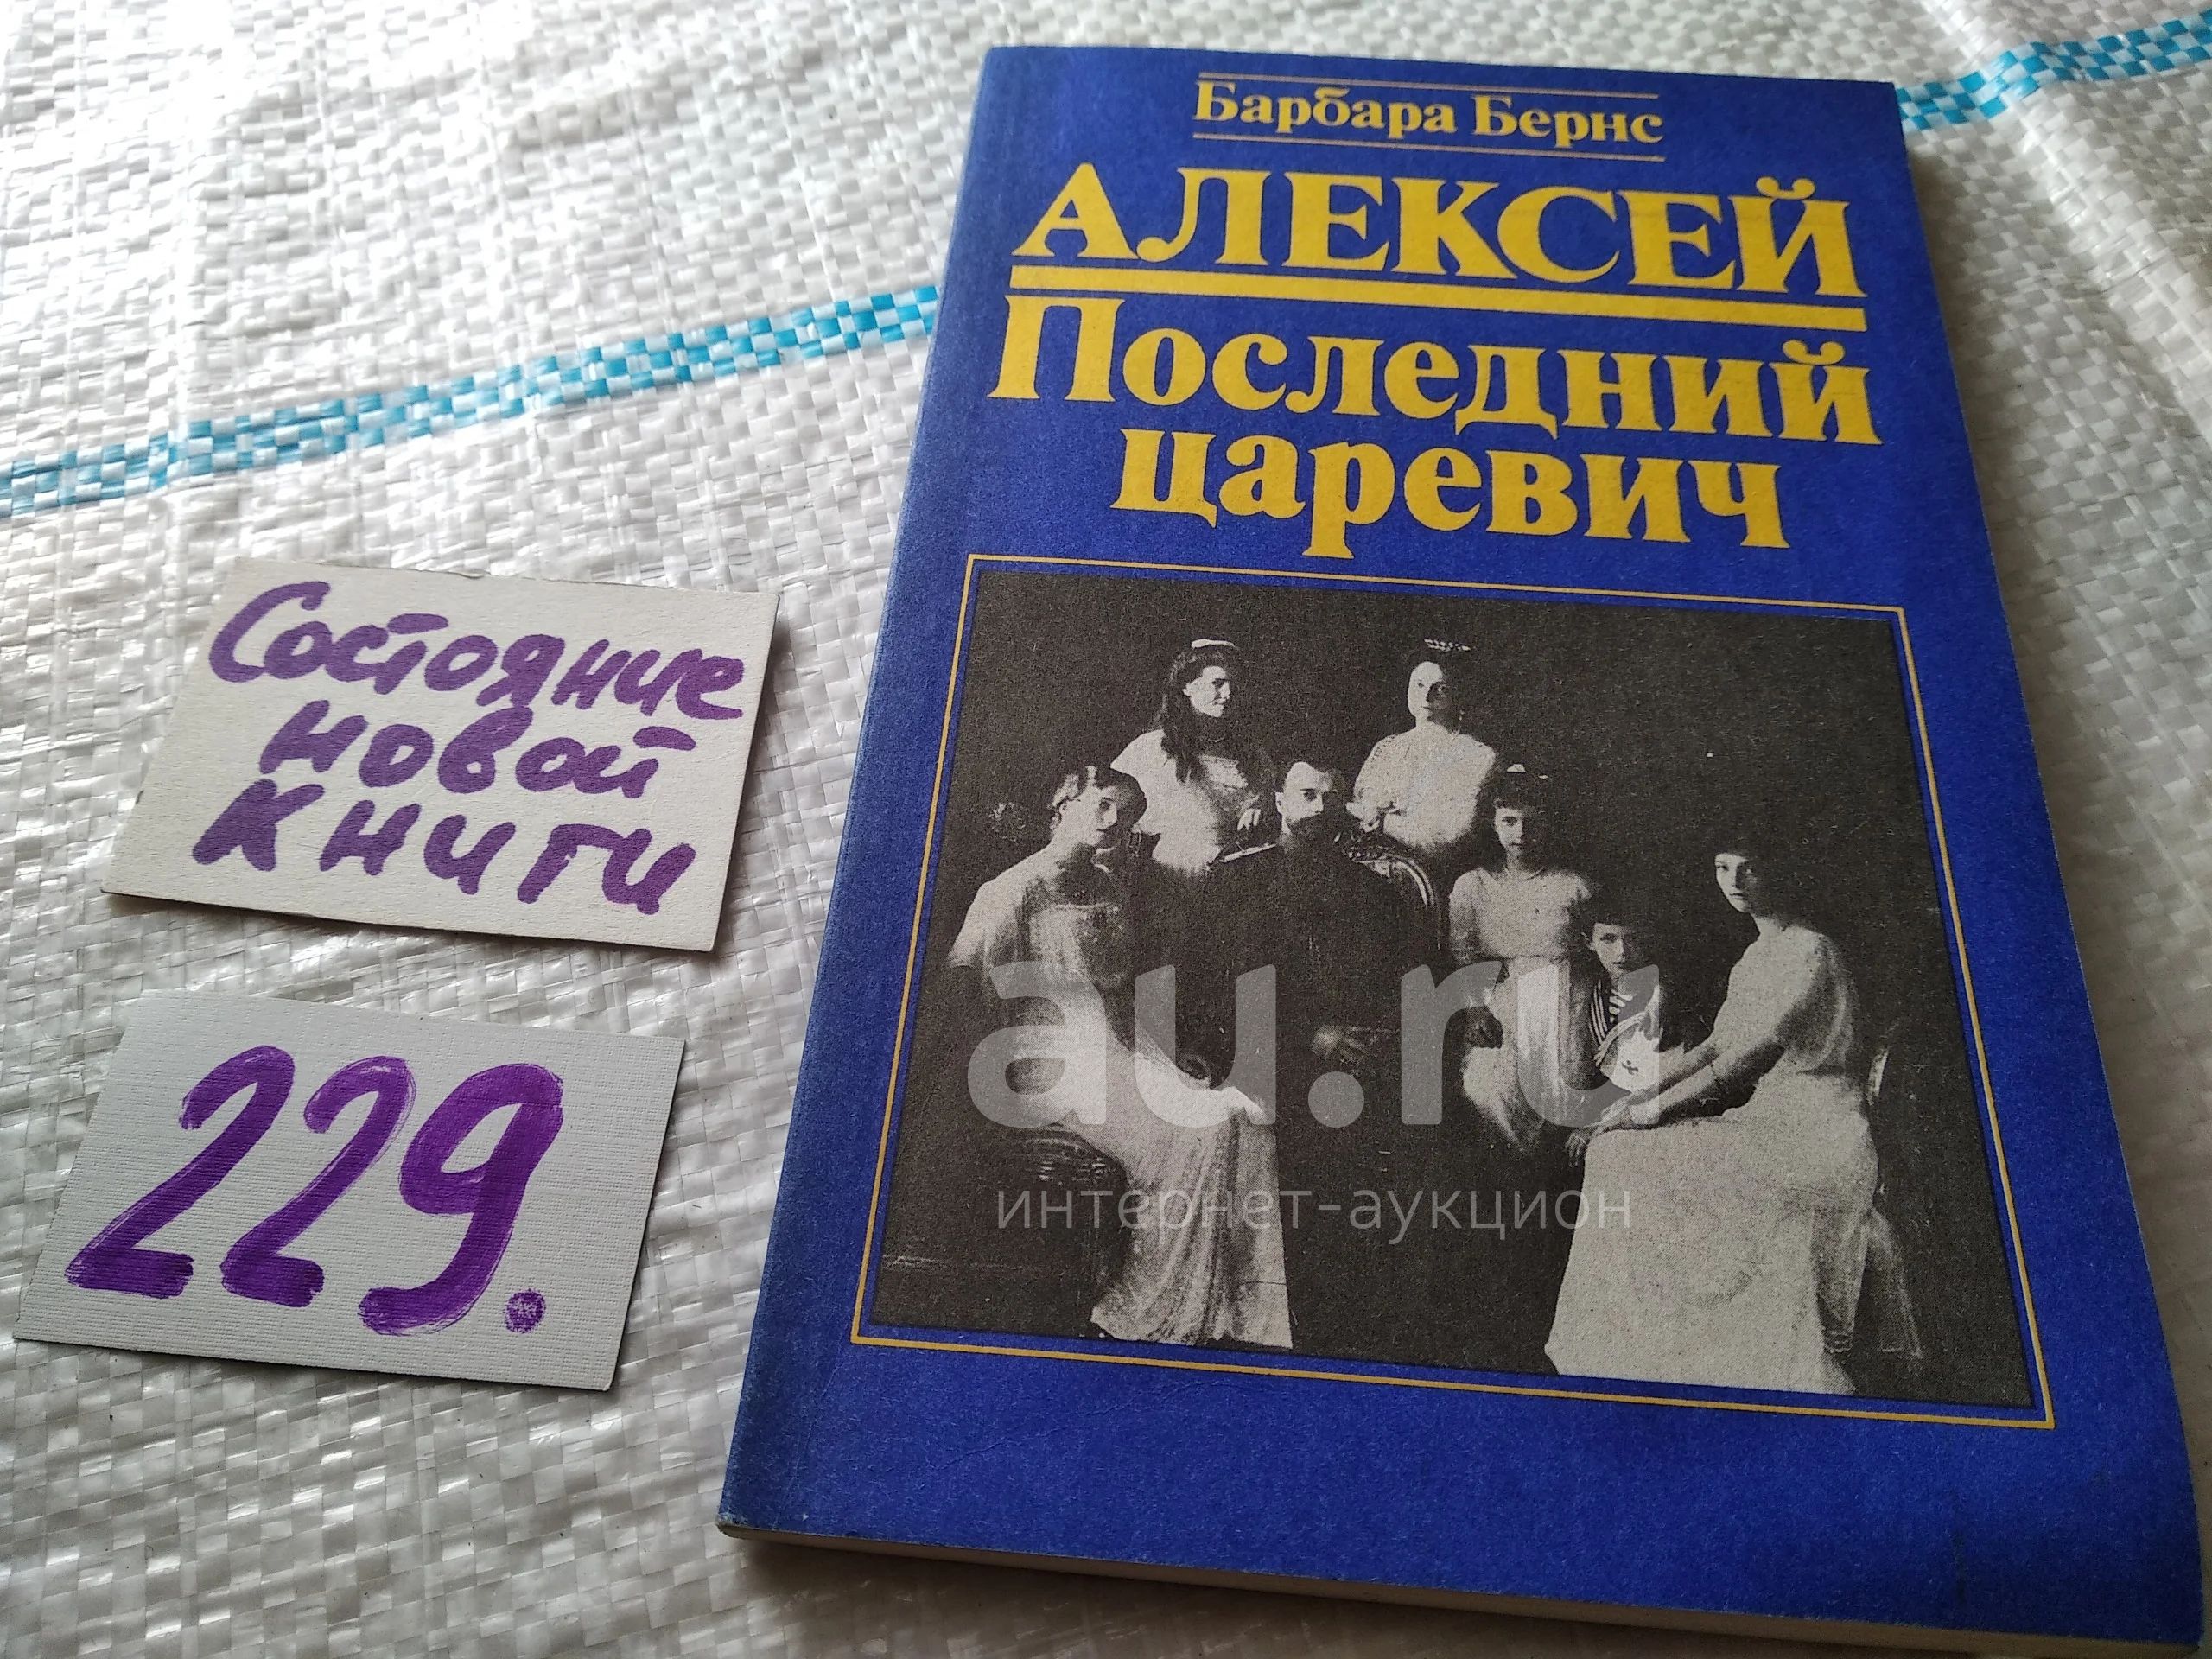 Барбара Бернс
АЛЕКСЕЙ
Последний
царевич
Состояние
новой
книги
229.
au.ru
интернет-аукцион